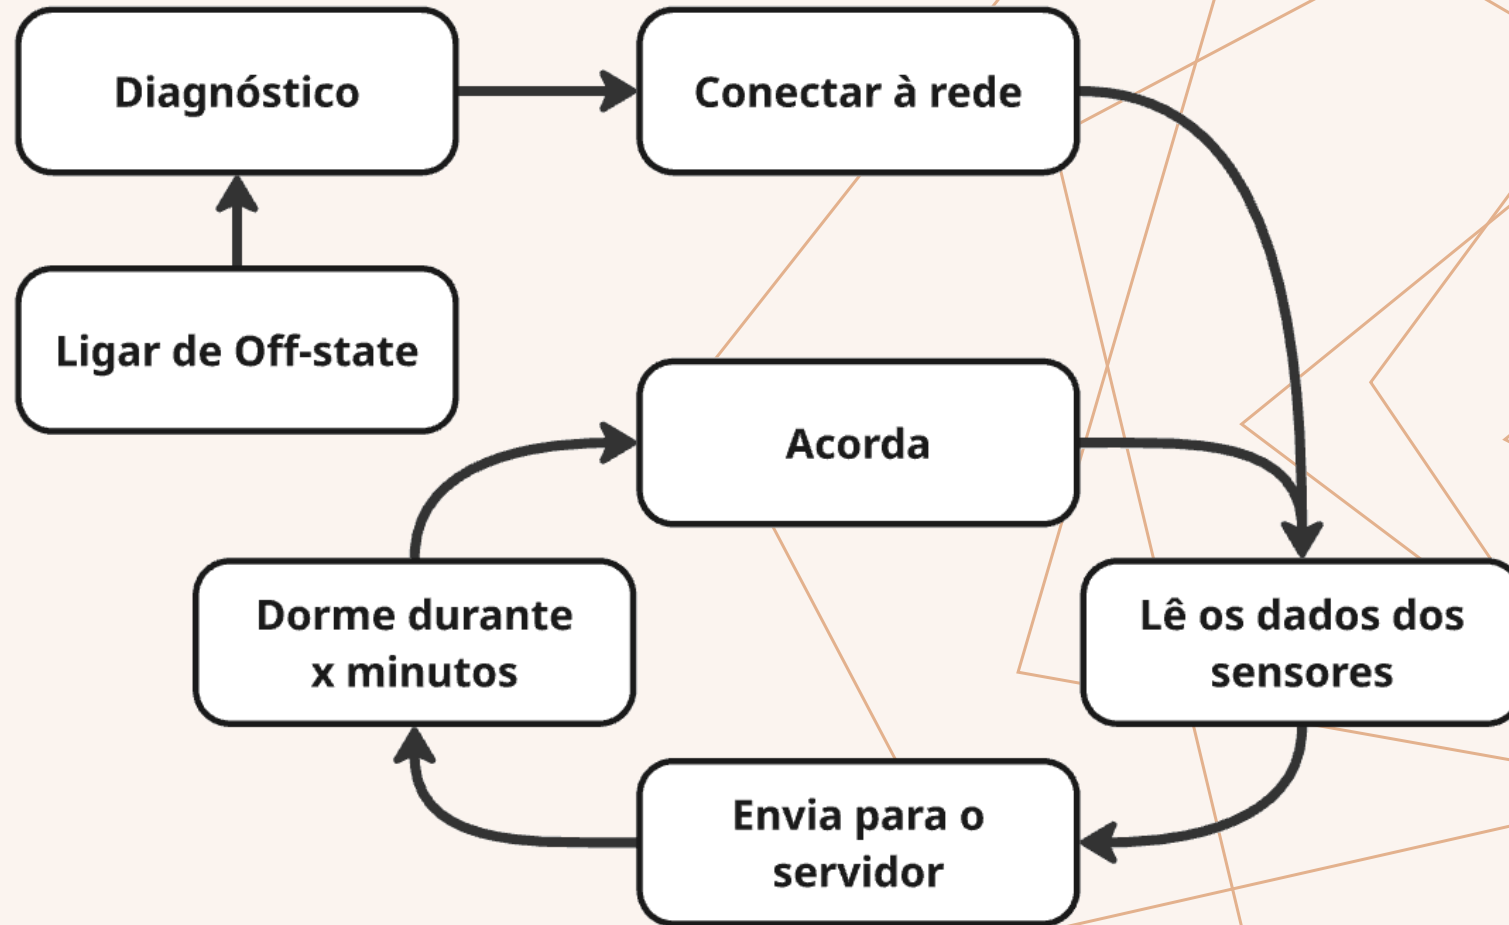 Diagnóstico
Conectar à rede
Ligar de Off-state
Acorda
Dorme durante
x minutos
Lê os dados dos
sensores
Envia para o
servidor